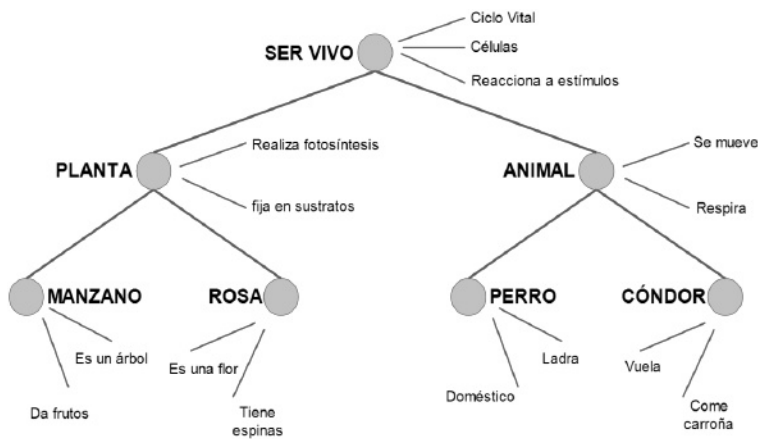 Ciclo Vital
SER VIVO
Células
Reacciona a estímulos
Realiza fotosíntesis
PLANTA
fija en sustratos
Se mueve
ANIMAL
Respira
MANZANO
ROSA
PERRO
CÓNDOR
Es un árbol
Es una flor
Ladra
Vuela
Da frutos
Tiene
espinas
Doméstico
Come
carroña